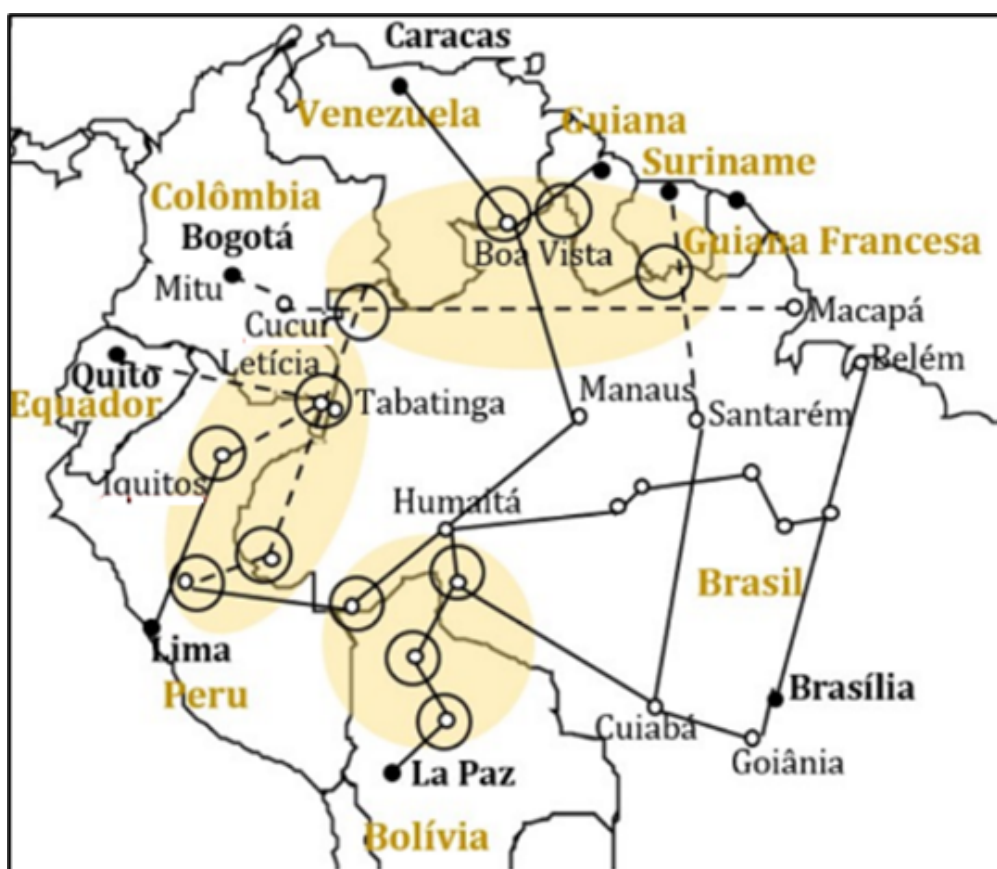 Caracas
Venezuela
Guiana
Suriname
Colômbia
Bogotá
Guiana Francesa
Boa Vista
Mitu
Cucur
Macapá
Letícia
Quito
Belém
Equador
Tabatinga
Manaus
Santarém
Iquitos
Humaitá
Brasil
Lima
Peru
Brasília
Cuiabá
Goiânia
La Paz
Bolívia